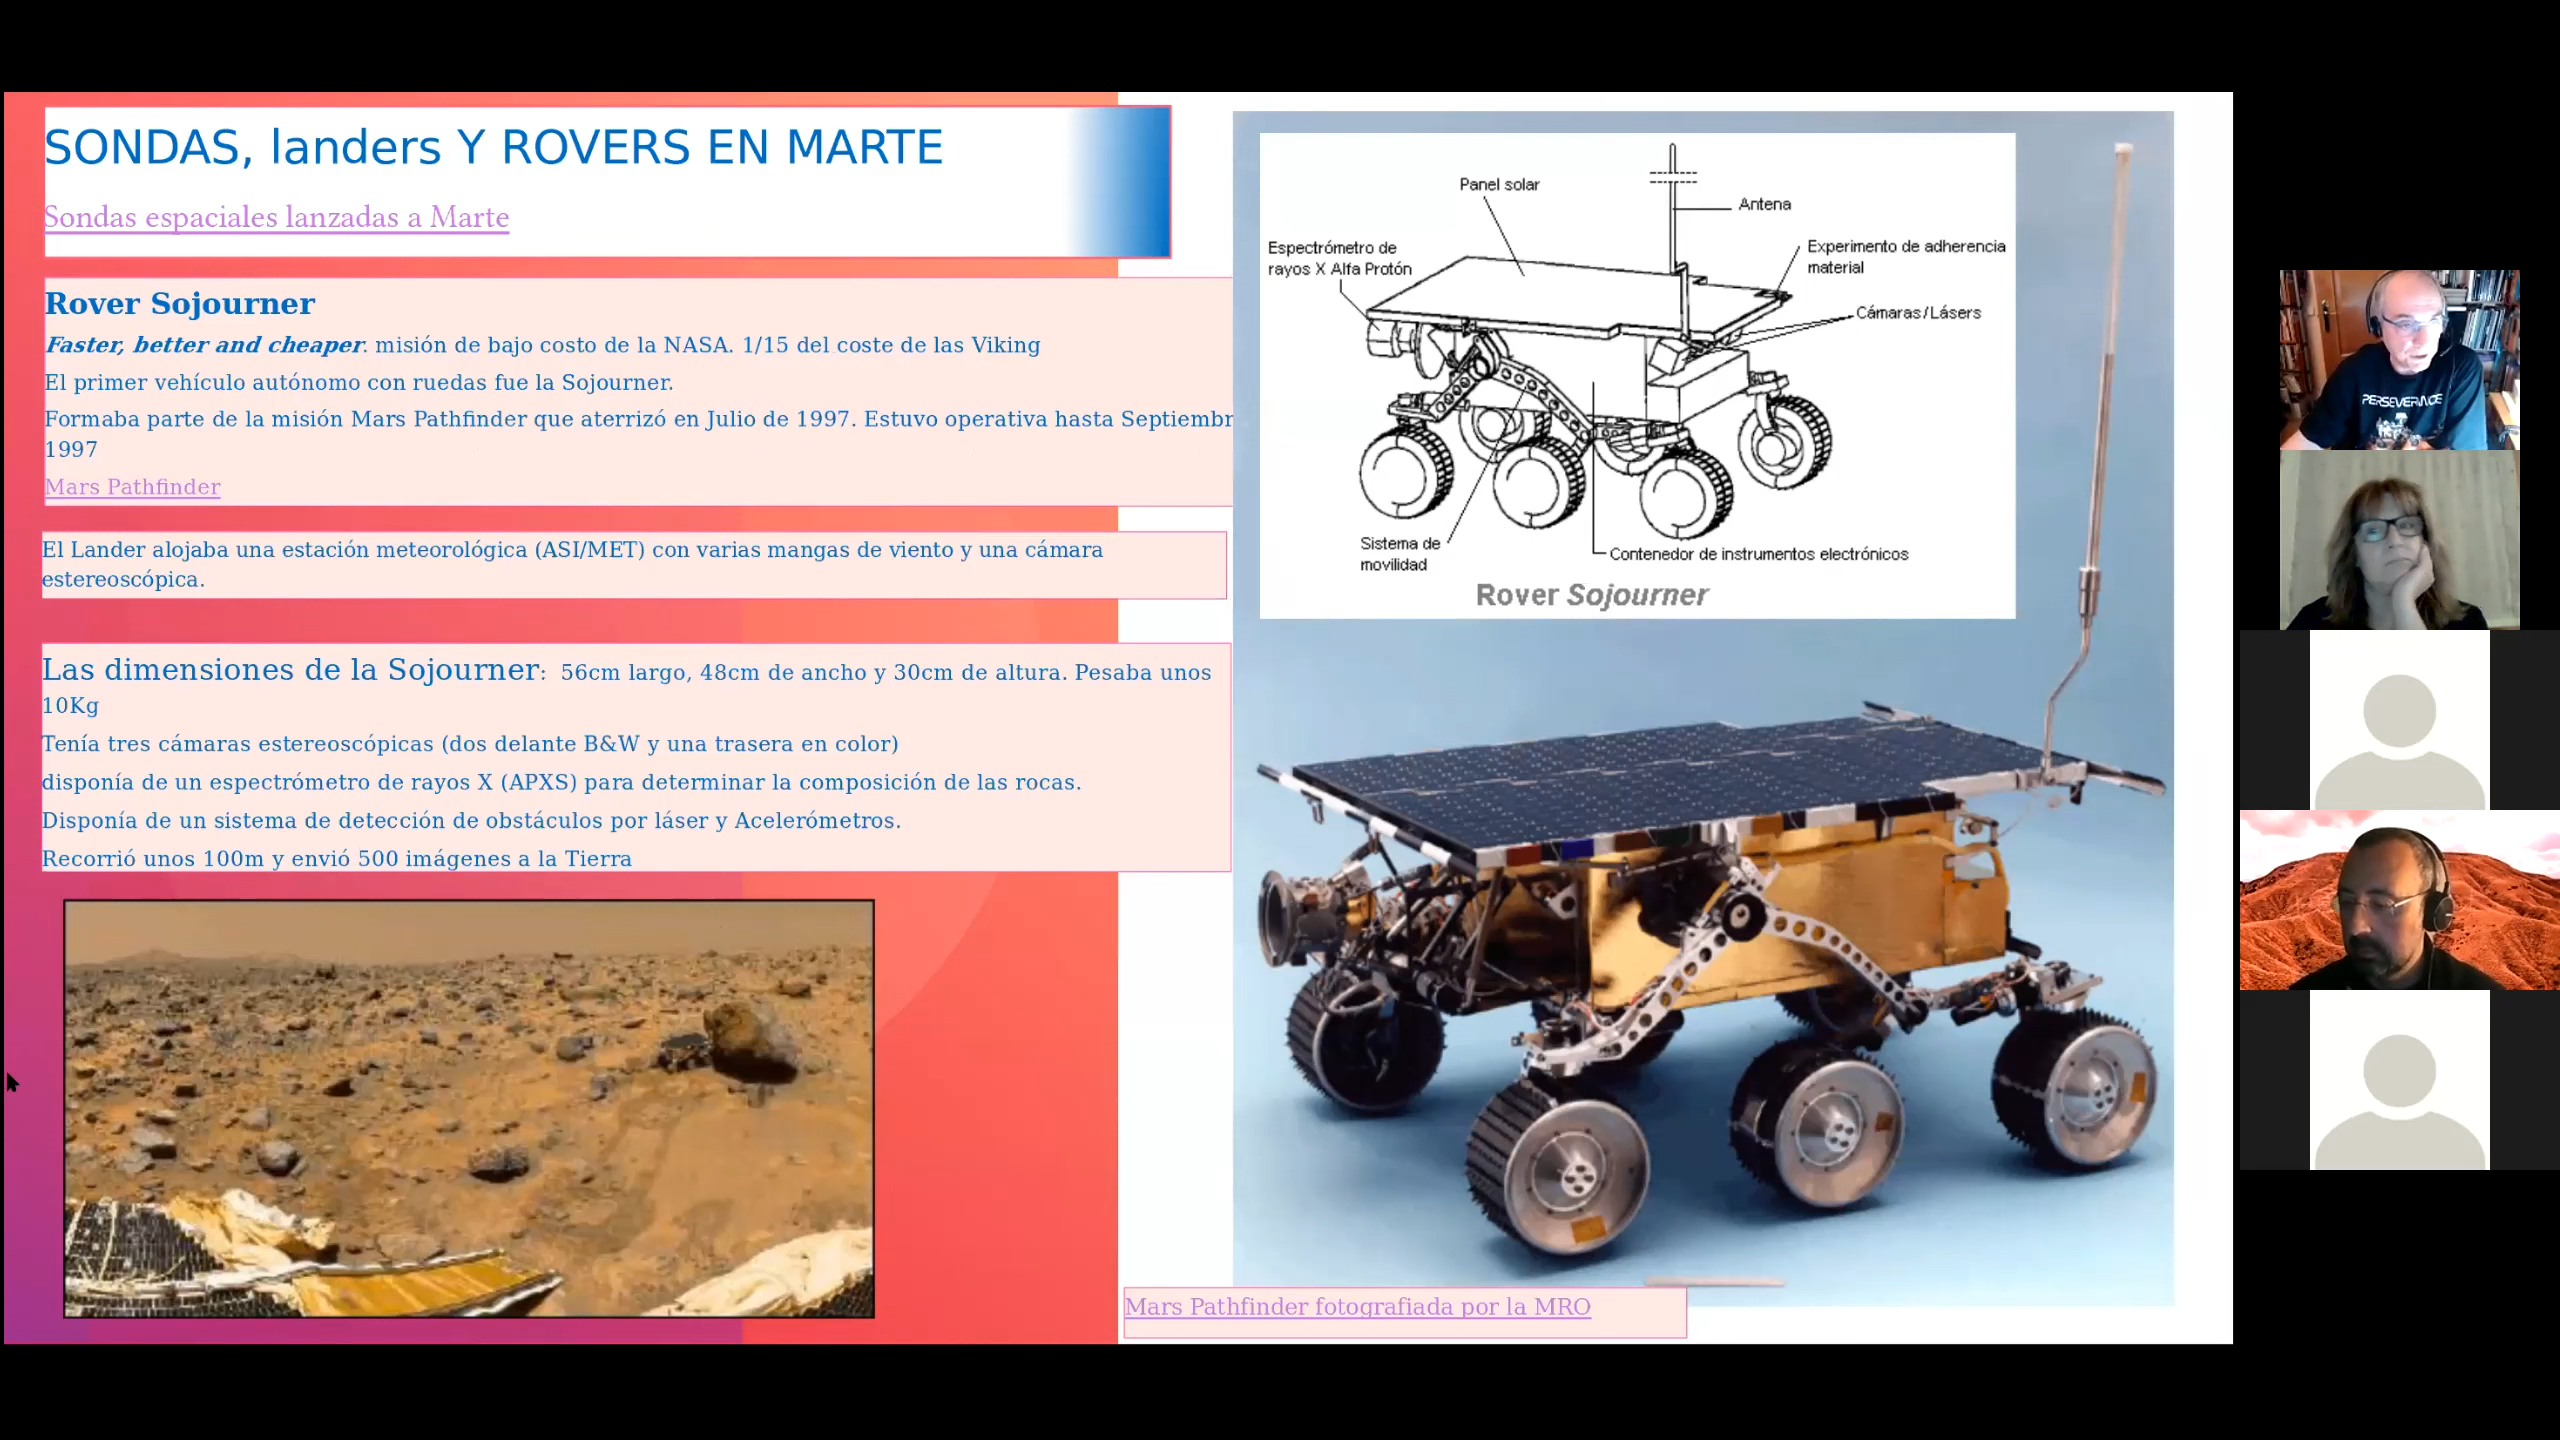 SONDAS, landers Y ROVERS EN MARTE
Sondas espaciales lanzadas a Marte
Rover Sojourner
Faster, better and cheaper. misión de bajo costo de la NASA. 1/15 del coste de las Viking
El primer vehículo autónomo con ruedas fue la Sojourner.
Formaba parte de la misión Mars Pathfinder que aterrizó en Julio de 1997. Estuvo operativa hasta Septiembr
1997
Mars Pathfinder
El Lander alojaba una estación meteorológica (ASI/MET) con varias mangas de viento y una cámara
estereoscópica.
Las dimensiones de la Sojourner: 56cm largo, 48cm de ancho y 30cm de altura. Pesaba unos
10Kg
Tenía tres cámaras estereoscópicas (dos delante B&W y una trasera en color)
disponía de un espectrómetro de rayos X (APXS) para determinar la composición de las rocas.
Disponía de un sistema de detección de obstáculos por láser y Acelerómetros.
Recorrió unos 100m y envió 500 imágenes a la Tierra
Panel solar
Antena
Espectrómetro de
rayos X Alfa Protón
Experimento de adherencia
material
Cámaras/Lásers
Sistema de
movilidad
Contenedor de instrumentos electrónicos
Rover Sojourner
Mars Pathfinder fotografiada por la MRO
PERSEVERANCE